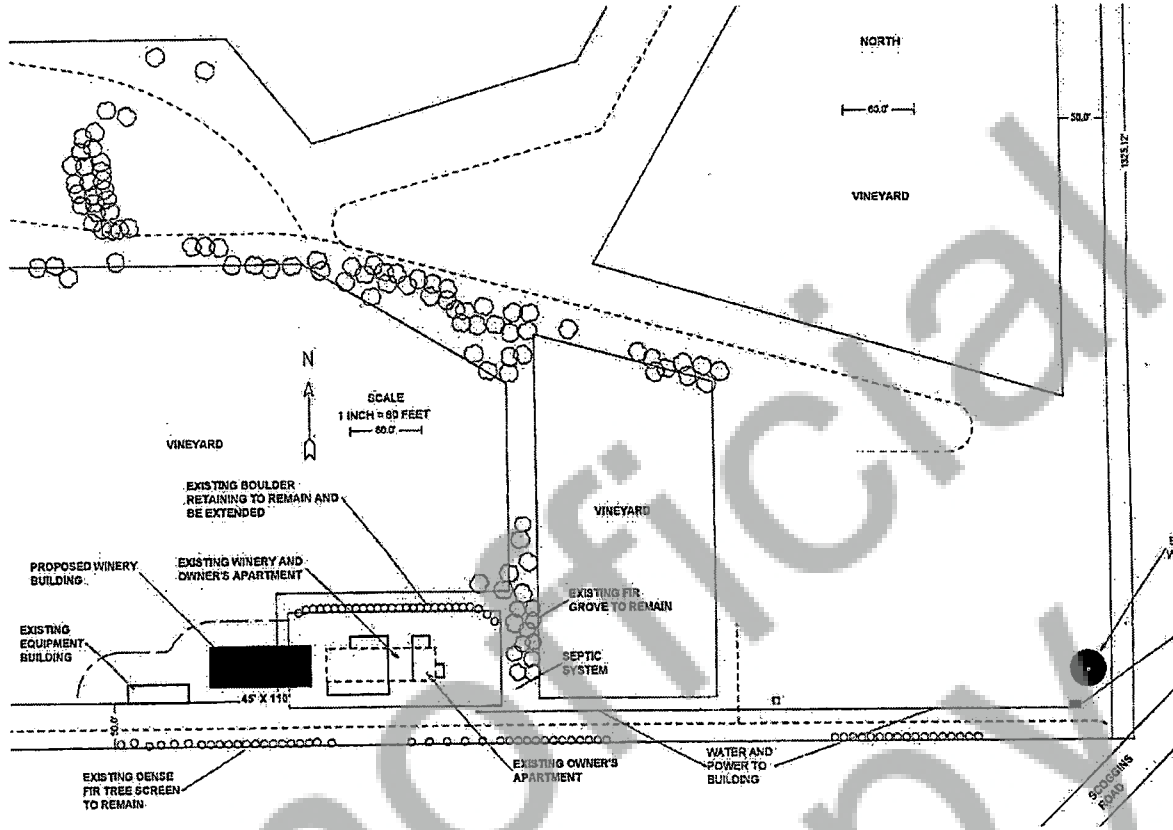 NORTH
60.0'
50.0'
1325.12'
VINEYARD
N
SCALE
1 INCH = 60 FEET
60.0'
VINEYARD
EXISTING BOULDER
RETAINING TO REMAIN AND
BE EXTENDED
VINEYARD
PROPOSED WINERY
BUILDING
EXISTING WINERY AND
OWNER'S APARTMENT
EXISTING FIR
GROVE TO REMAIN
EXISTING
EQUIPMENT
BUILDING
SEPTIC
SYSTEM
45' X 110'
EXISTING DENSE
FIR TREE SCREEN
TO REMAIN
EXISTING OWNER'S
APARTMENT
WATER AND
POWER TO
BUILDING
SCOGGINS
ROAD